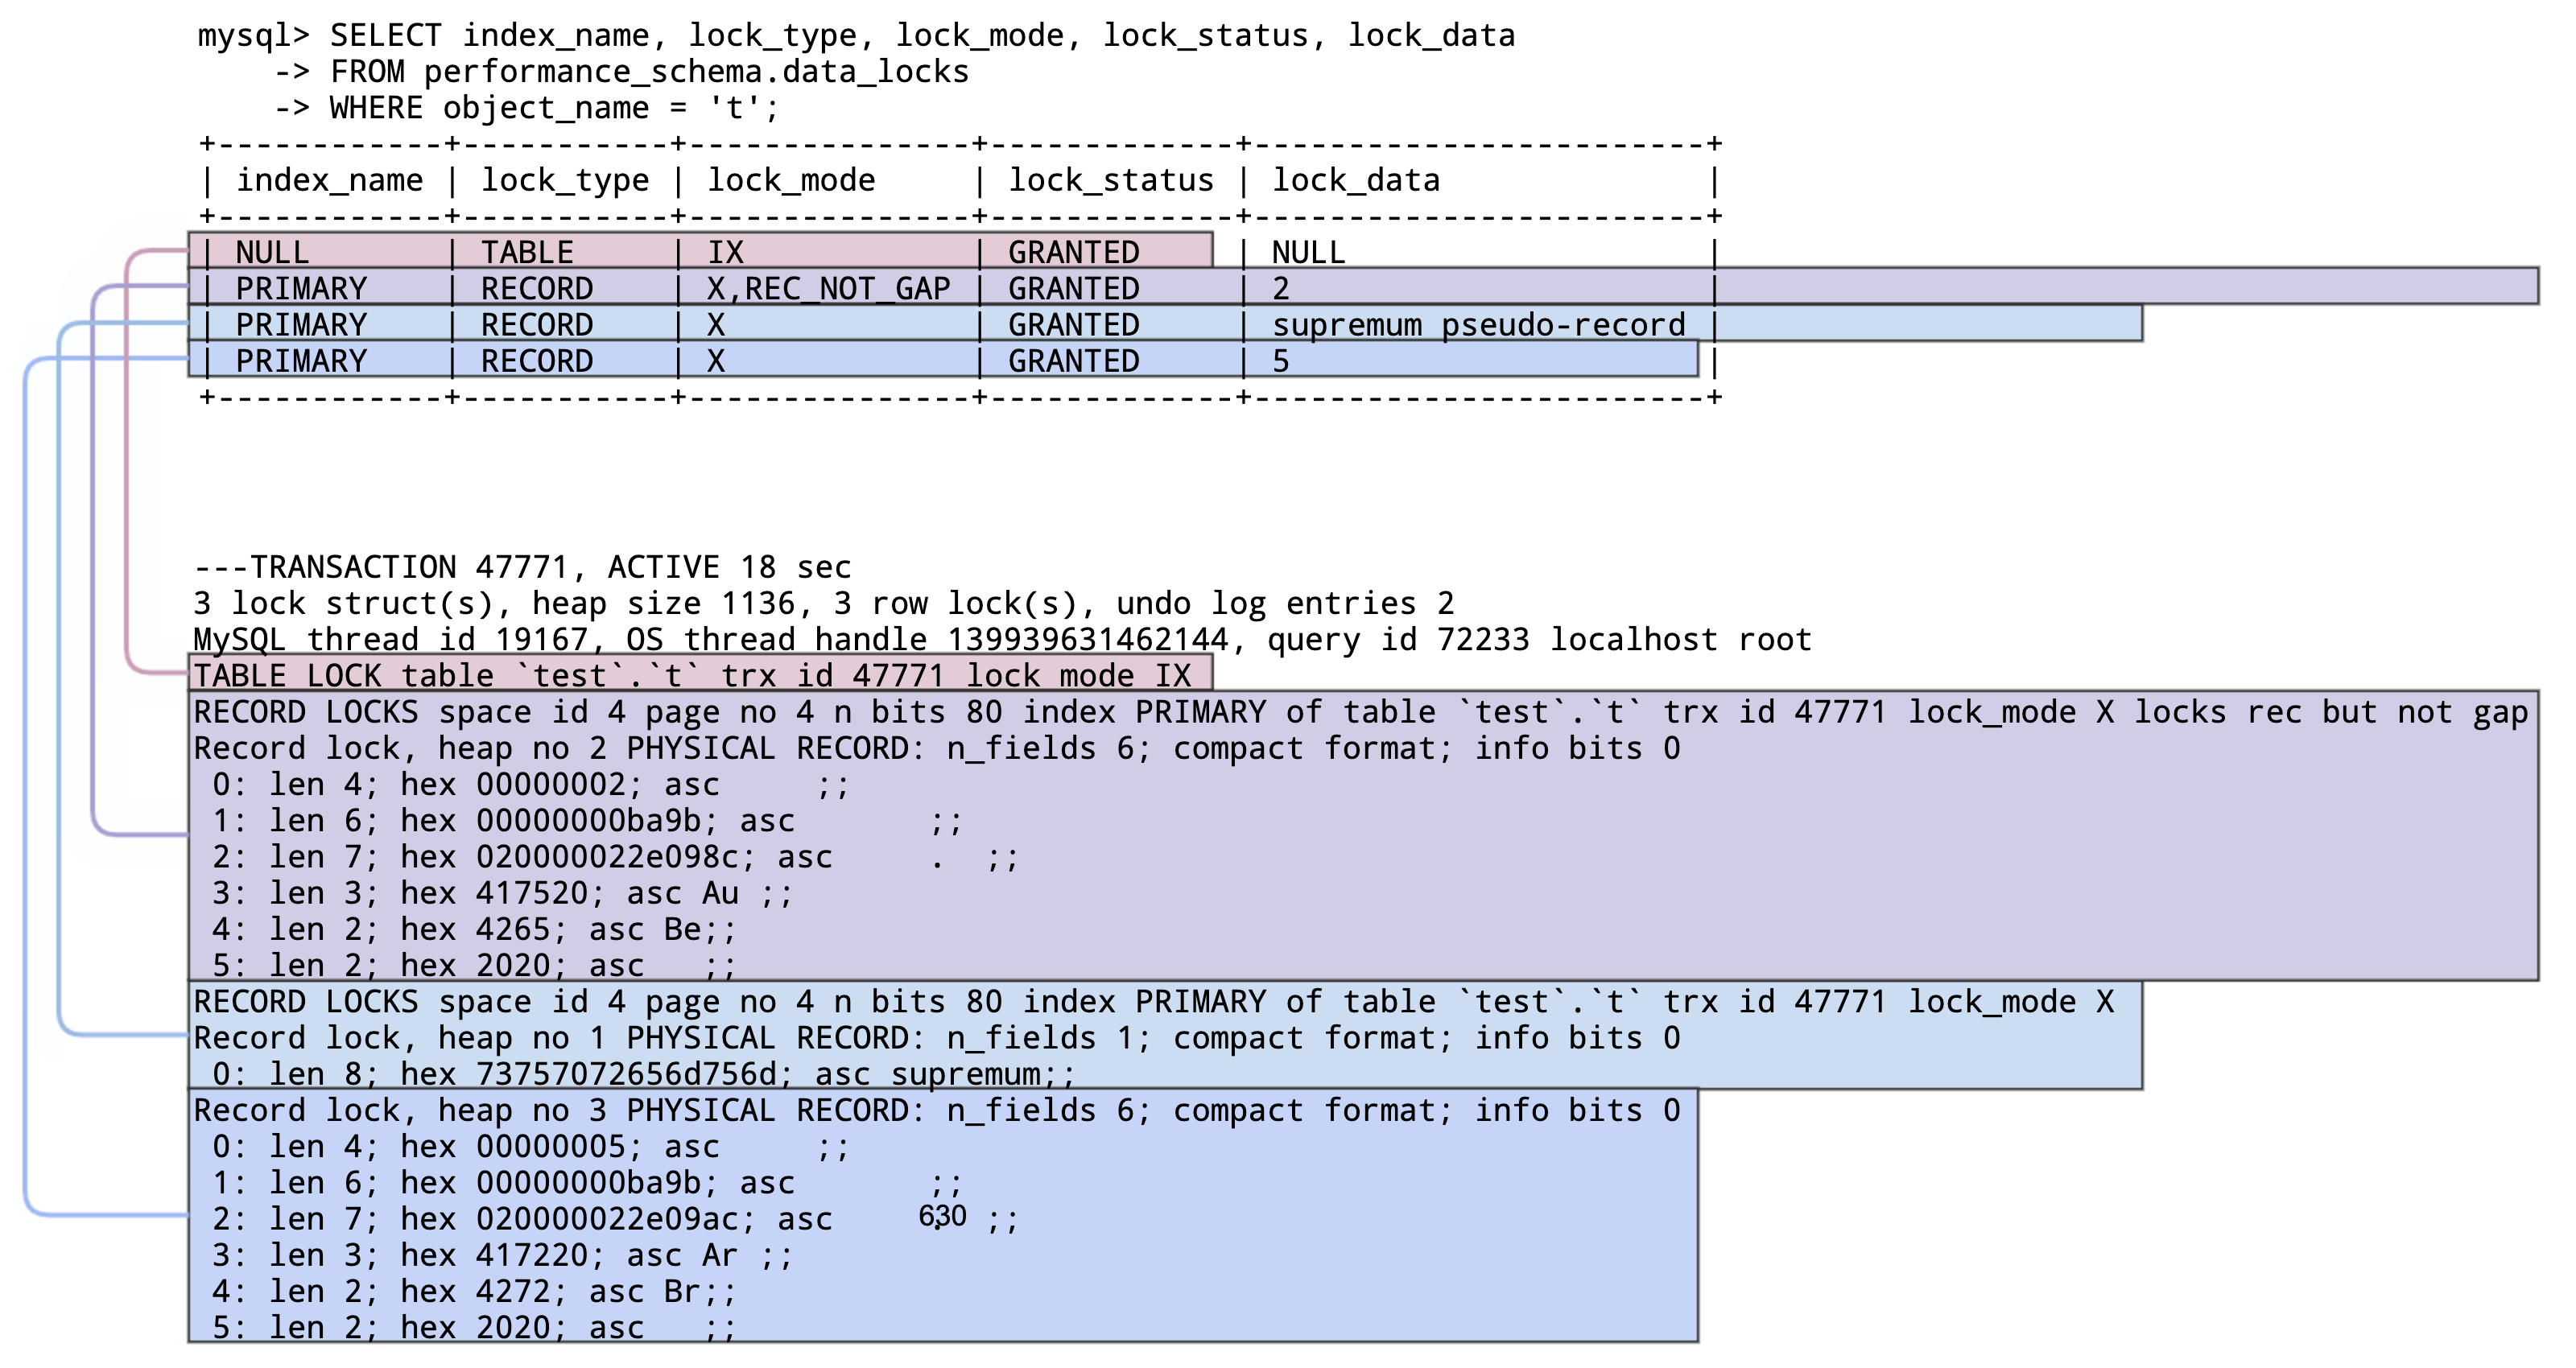 mysql> SELECT index_name, lock_type, lock_mode, lock_status, lock_data
    -> FROM performance_schema.data_locks
    -> WHERE object_name = 't';
+------------+-----------+---------------+-------------+------------------------+
| index_name | lock_type | lock_mode     | lock_status | lock_data              |
+------------+-----------+---------------+-------------+------------------------+
| NULL       | TABLE     | IX            | GRANTED     | NULL                   |
| PRIMARY    | RECORD    | X,REC_NOT_GAP | GRANTED     | 2                      |
| PRIMARY    | RECORD    | X             | GRANTED     | supremum pseudo-record |
| PRIMARY    | RECORD    | X             | GRANTED     | 5                      |
+------------+-----------+---------------+-------------+------------------------+
---TRANSACTION 47771, ACTIVE 18 sec
3 lock struct(s), heap size 1136, 3 row lock(s), undo log entries 2
MySQL thread id 19167, OS thread handle 139939631462144, query id 72233 localhost root
TABLE LOCK table `test`.`t` trx id 47771 lock mode IX
RECORD LOCKS space id 4 page no 4 n bits 80 index PRIMARY of table `test`.`t` trx id 47771 lock_mode X locks rec but not gap
Record lock, heap no 2 PHYSICAL RECORD: n_fields 6; compact format; info bits 0
 0: len 4; hex 00000002; asc     ;;
 1: len 6; hex 00000000ba9b; asc       ;;
 2: len 7; hex 020000022e098c; asc     .  ;;
 3: len 3; hex 417520; asc Au ;;
 4: len 2; hex 4265; asc Be;;
 5: len 2; hex 2020; asc   ;;
RECORD LOCKS space id 4 page no 4 n bits 80 index PRIMARY of table `test`.`t` trx id 47771 lock_mode X
Record lock, heap no 1 PHYSICAL RECORD: n_fields 1; compact format; info bits 0
 0: len 8; hex 73757072656d756d; asc supremum;;
Record lock, heap no 3 PHYSICAL RECORD: n_fields 6; compact format; info bits 0
 0: len 4; hex 00000005; asc     ;;
 1: len 6; hex 00000000ba9b; asc       ;;
 2: len 7; hex 020000022e09ac; asc     630 ;;
 3: len 3; hex 417220; asc Ar ;;
 4: len 2; hex 4272; asc Br;;
 5: len 2; hex 2020; asc   ;;